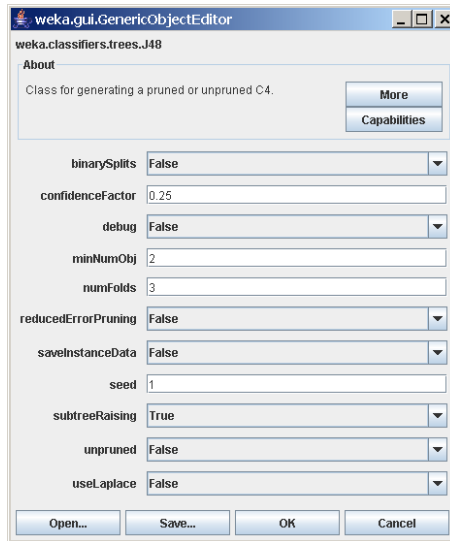 weka.gui.GenericObjectEditor
weka.classifiers.trees.J48
About
Class for generating a pruned or unpruned C4.
More
Capabilities
binarySplits False
confidenceFactor 0.25
debug False
minNumObj 2
numFolds 3
reducedErrorPruning False
saveInstanceData False
seed 1
subtreeRaising True
unpruned False
useLaplace False
Open... Save... OK Cancel